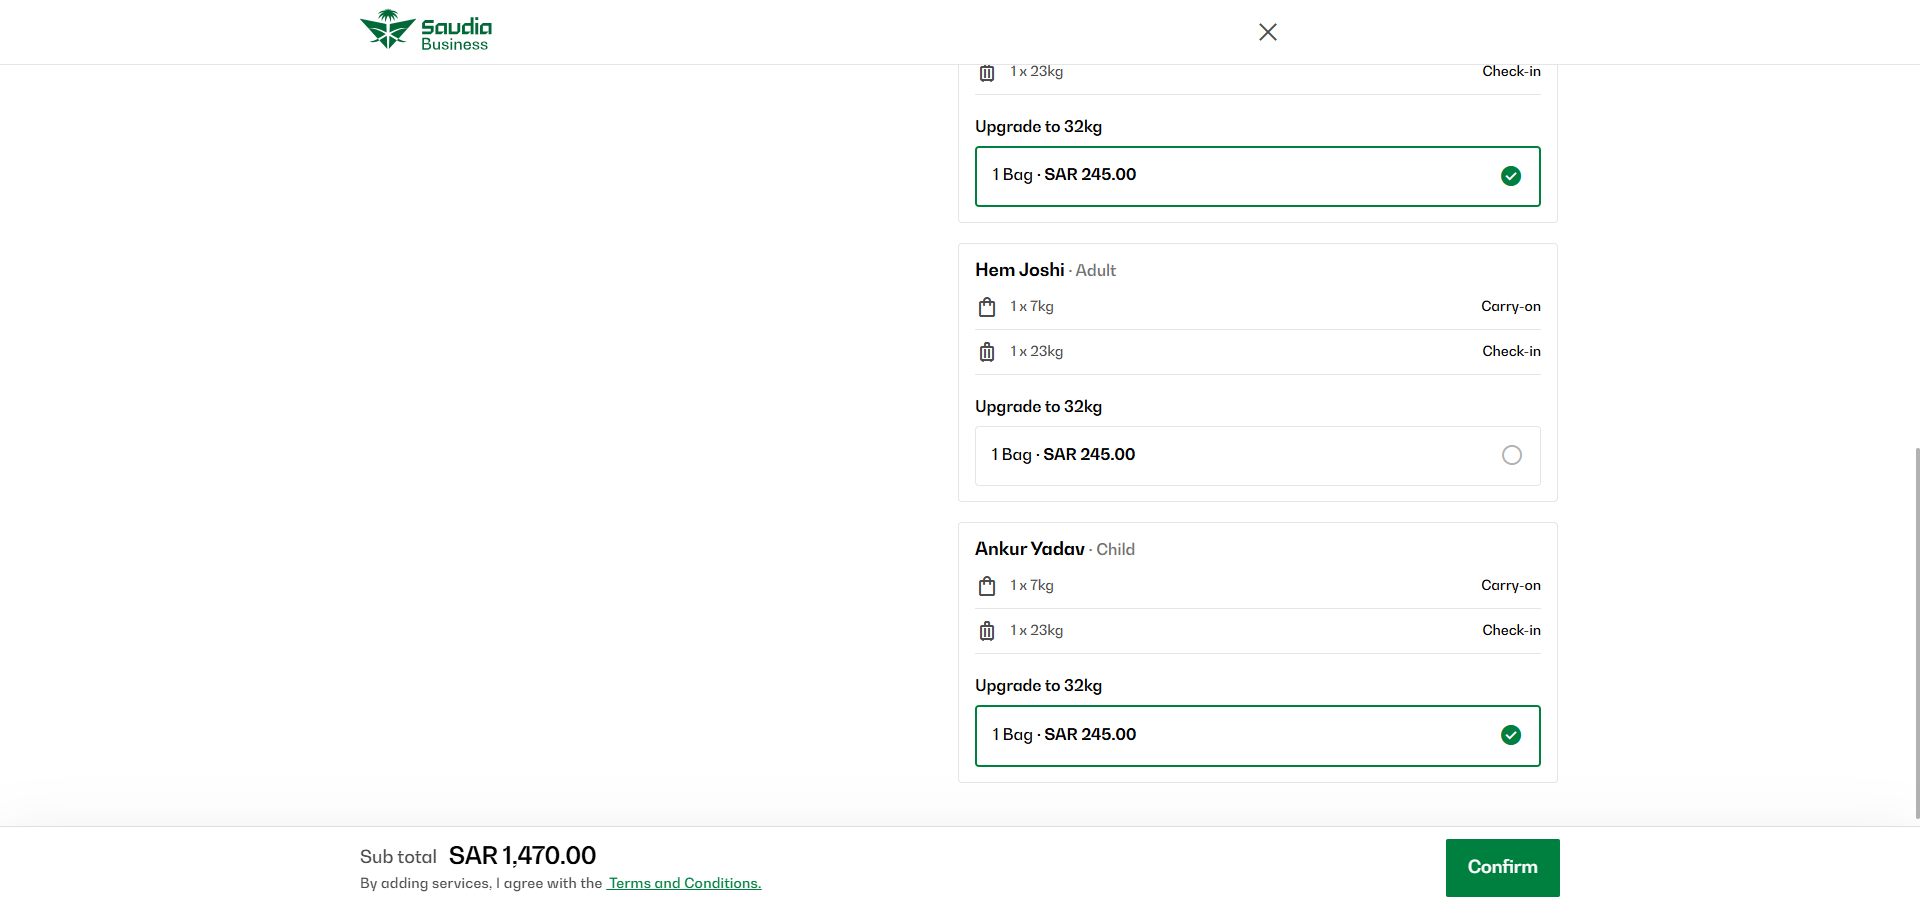 Saudia
Business
1 x 23kg Check-in
Upgrade to 32kg
1 Bag · SAR 245.00
Hem Joshi · Adult
1 x 7kg Carry-on
1 x 23kg Check-in
Upgrade to 32kg
1 Bag · SAR 245.00
Ankur Yadav · Child
1 x 7kg Carry-on
1 x 23kg Check-in
Upgrade to 32kg
1 Bag · SAR 245.00
Sub total SAR 1,470.00
By adding services, I agree with the Terms and Conditions.
Confirm